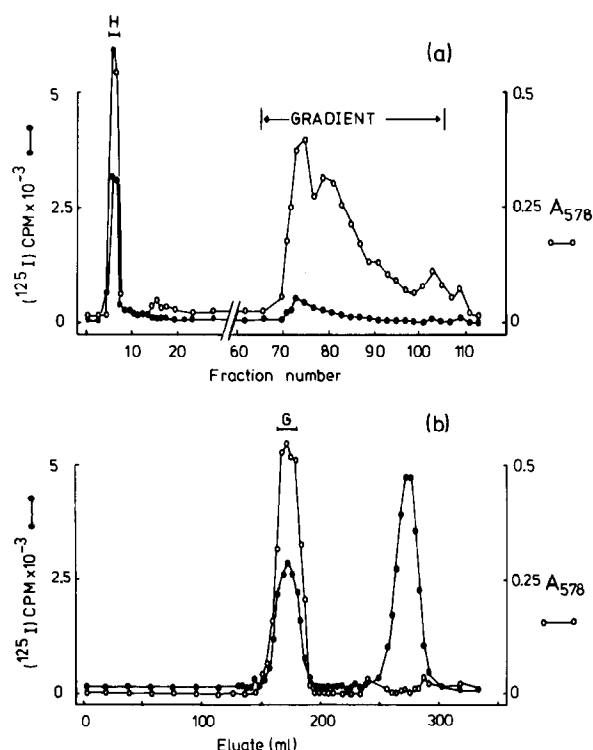 H
(a)
5
0.5
GRADIENT
(125I) CPM x 10-3
2.5
0.25
A578
0
0
10
20
60
70
80
90
100
110
Fraction number
G
(b)
5
0.5
(125I) CPM x10-3
2.5
0.25
A578
0
0
0
100
200
300
Eluate (ml)